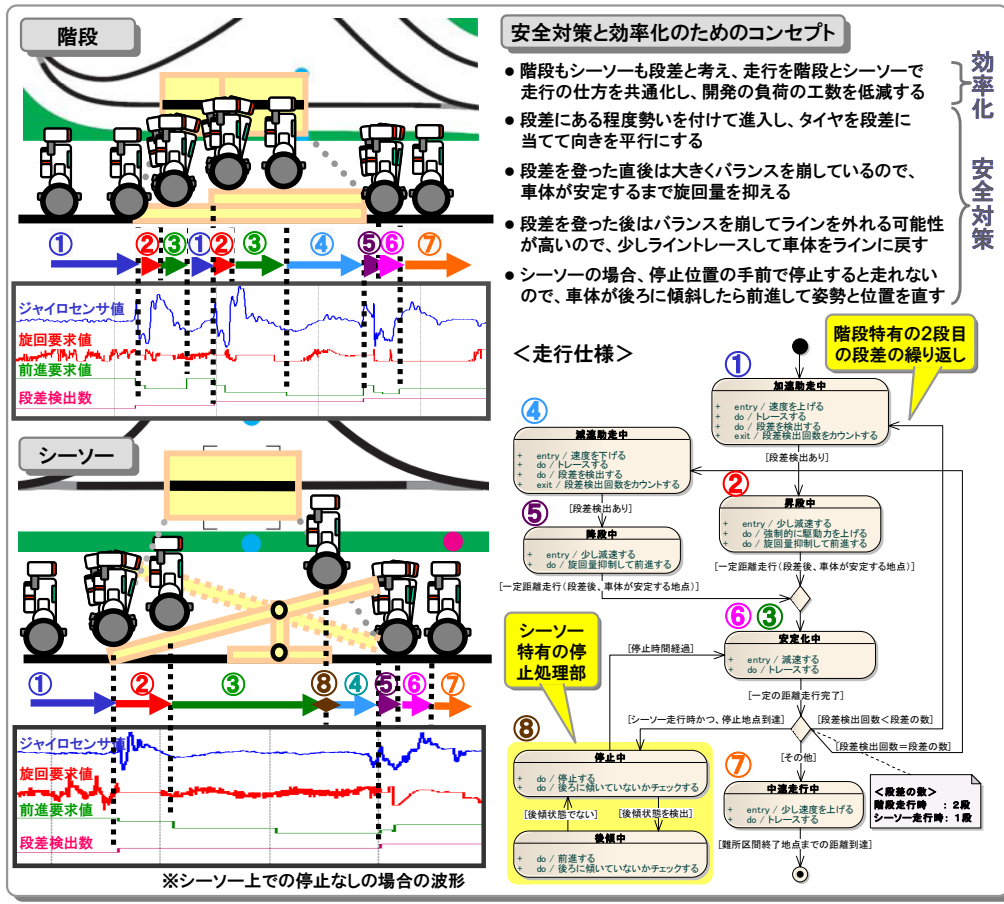 階段
① ② ③ ① ② ③ ④ ⑤ ⑥ ⑦
ジャイロセンサ値
旋回要求値
前進要求値
段差検出数
シーソー
① ② ③ ⑧ ④ ⑤ ⑥ ⑦
ジャイロセンサ値
旋回要求値
前進要求値
段差検出数
※シーソー上での停止なしの場合の波形
安全対策と効率化のためのコンセプト
● 階段もシーソーも段差と考え、走行を階段とシーソーで
走行の仕方を共通化し、開発の負荷の工数を低減する
● 段差にある程度勢いを付けて進入し、タイヤを段差に
当てて向きを平行にする
● 段差を登った直後は大きくバランスを崩しているので、
車体が安定するまで旋回量を抑える
● 段差を登った後はバランスを崩してラインを外れる可能性
が高いので、少しライントレースして車体をラインに戻す
● シーソーの場合、停止位置の手前で停止すると走れない
ので、車体が後ろに傾斜したら前進して姿勢と位置を直す
効率化
安全対策
<走行仕様>
階段特有の2段目
の段差の繰り返し
①
加速助走中
+ entry / 速度を上げる
+ do / トレースする
+ do / 段差を検出する
+ exit / 段差検出回数をカウントする
[段差検出あり]
④
減速助走中
+ entry / 速度を下げる
+ do / トレースする
+ do / 段差を検出する
+ exit / 段差検出回数をカウントする
[段差検出あり]
②
昇段中
+ entry / 少し減速する
+ do / 強制的に駆動力を上げる
+ do / 旋回量抑制して前進する
[一定距離走行(段差後、車体が安定する地点)]
⑤
降段中
+ entry / 少し減速する
+ do / 旋回量抑制して前進する
[一定距離走行(段差後、車体が安定する地点)]
⑥ ③
安定化中
+ entry / 減速する
+ do / トレースする
[停止時間経過]
[一定の距離走行完了]
シーソー
特有の停
止処理部
[シーソー走行時かつ、停止地点到達]
[段差検出回数<段差の数]
[段差検出回数=段差の数]
[その他]
⑧
停止中
+ do / 停止する
+ do / 後ろに傾いていないかチェックする
[後傾状態でない]
[後傾状態を検出]
後傾中
+ do / 前進する
+ do / 後ろに傾いていないかチェックする
⑦
中速走行中
+ entry / 少し速度を上げる
+ do / トレースする
[難所区間終了地点までの距離到達]
<段差の数>
階段走行時 : 2段
シーソー走行時: 1段